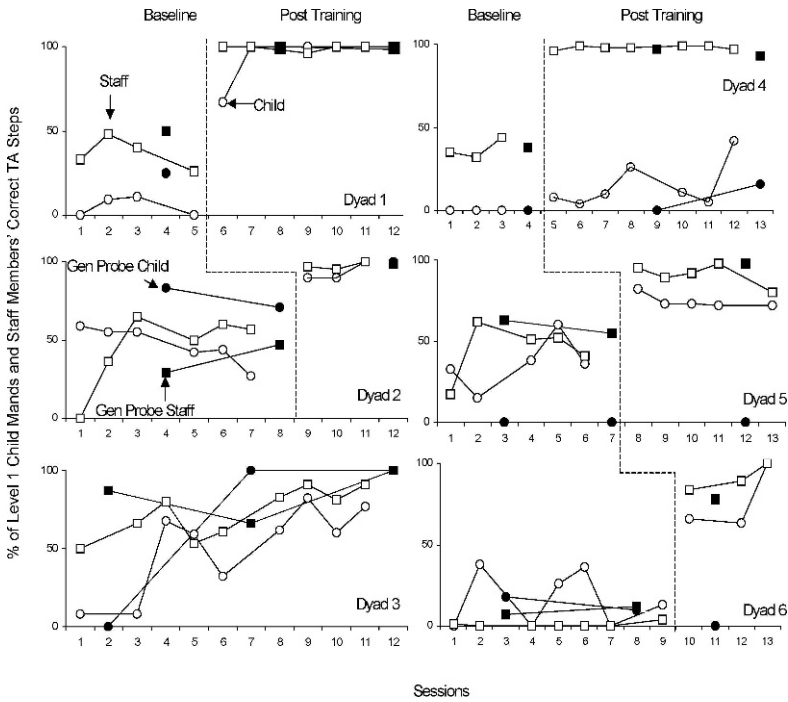 % of Level 1 Child Mands and Staff Members' Correct TA Steps
Baseline Post Training
100
50
0
Staff
Child
Dyad 1
1 2 3 4 5 6 7 8 9 10 11 12
100
50
0
Gen Probe Child
Gen Probe Staff
Dyad 2
1 2 3 4 5 6 7 8 9 10 11 12
100
50
0
Dyad 3
1 2 3 4 5 6 7 8 9 10 11 12
Baseline Post Training
100
50
0
Dyad 4
1 2 3 4 5 6 7 8 9 10 11 12 13
100
50
0
Dyad 5
1 2 3 4 5 6 7 8 9 10 11 12 13
100
50
0
Dyad 6
1 2 3 4 5 6 7 8 9 10 11 12 13
Sessions